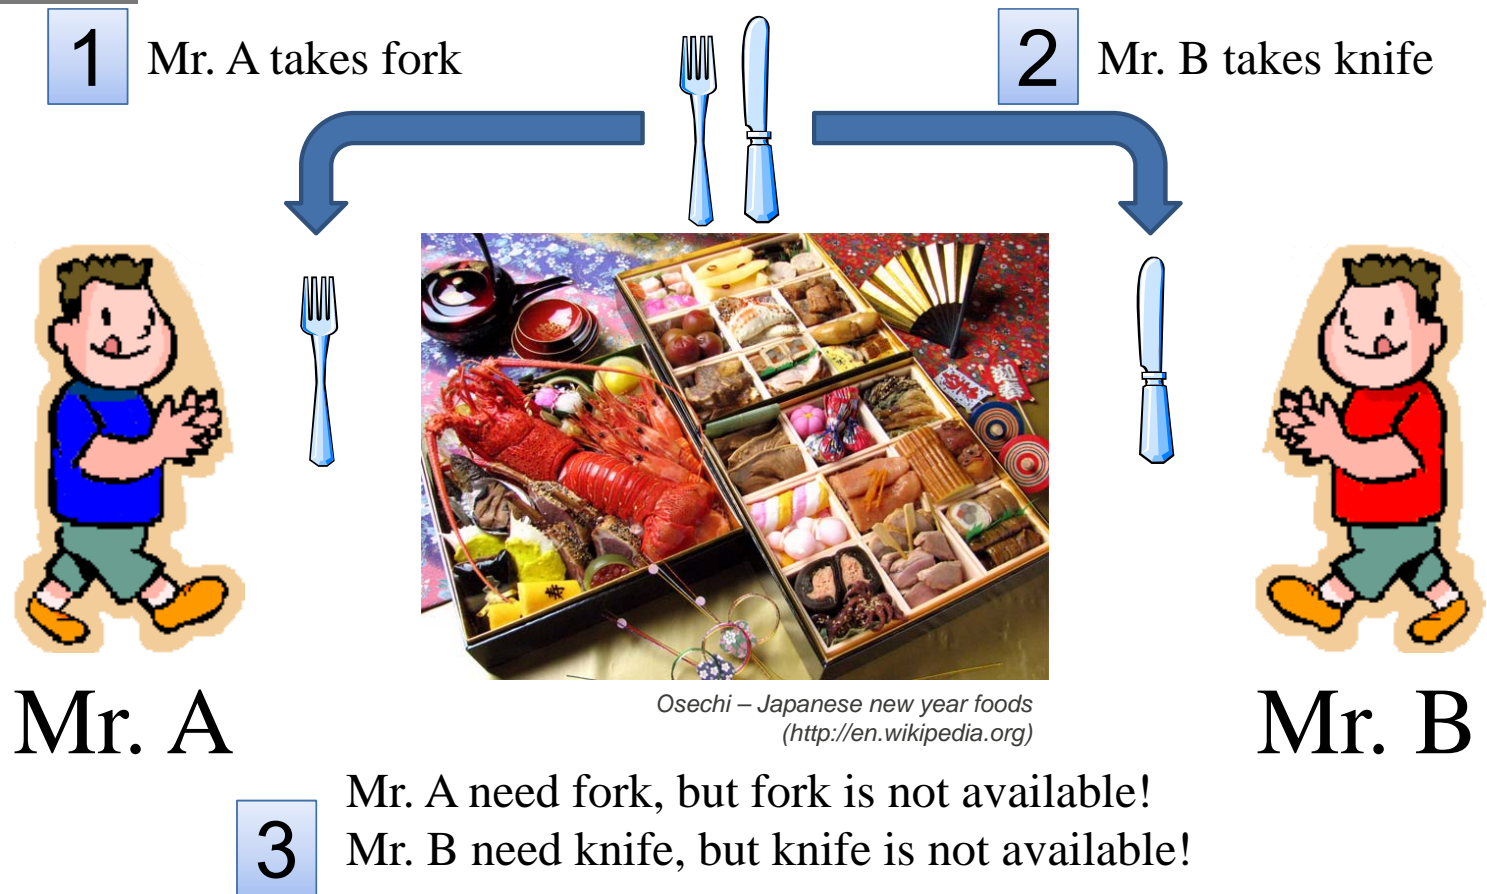 1 Mr. A takes fork
2 Mr. B takes knife
Osechi – Japanese new year foods
(http://en.wikipedia.org)
Mr. A
Mr. B
3
Mr. A need fork, but fork is not available!
Mr. B need knife, but knife is not available!